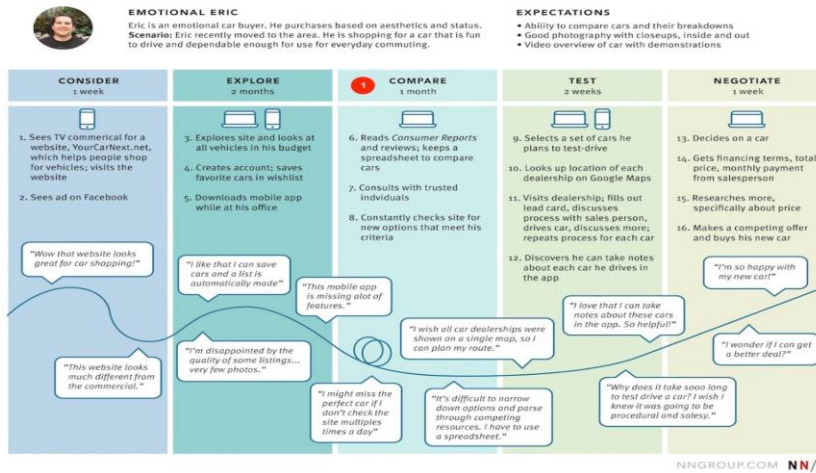 EMOTIONAL ERIC
Eric is an emotional car buyer. He purchases based on aesthetics and status.
Scenario: Eric recently moved to the area. He is shopping for a car that is fun
to drive and dependable enough for use for everyday commuting.
EXPECTATIONS
• Ability to compare cars and their breakdowns
• Good photography with closeups, inside and out
• Video overview of car with demonstrations
CONSIDER
1 week
EXPLORE
2 months
1
COMPARE
1 month
TEST
2 weeks
NEGOTIATE
1 week
1. Sees TV commerical for a
website, YourCarNext.net,
which helps people shop
for vehicles; visits the
website
2. Sees ad on Facebook
3. Explores site and looks at
all vehicles in his budget
4. Creates account; saves
favorite cars in wishlist
5. Downloads mobile app
while at his office
6. Reads Consumer Reports
and reviews; keeps a
spreadsheet to compare
cars
7. Consults with trusted
indviduals
8. Constantly checks site for
new options that meet his
criteria
9. Selects a set of cars he
plans to test-drive
10. Looks up location of each
dealership on Google Maps
11. Visits dealership; fills out
lead card, discusses
process with sales person,
drives car, discusses more;
repeats process for each car
12. Discovers he can take notes
about each car he drives in
the app
13. Decides on a car
14. Gets financing terms, total
price, monthly payment
from salesperson
15. Researches more,
specifically about price
16. Makes a competing offer
and buys his new car
"Wow that website looks
great for car shopping!"
"This website looks
much different from
the commercial."
"I like that I can save
cars and a list is
automatically made"
"I'm disappointed by the
quality of some listings...
very few photos."
"This mobile app
is missing alot of
features."
"I might miss the
perfect car if I
don't check the
site multiples
times a day"
"I wish all car dealerships were
shown on a single map, so I
can plan my route."
"It's difficult to narrow
down options and parse
through competing
resources. I have to use
a spreadsheet."
"I love that I can take
notes about these cars
in the app. So helpful!"
"Why does it take sooo long
to test drive a car? I wish I
knew it was going to be
procedural and salesy."
"I'm so happy with
my new car!"
"I wonder if I can get
a better deal?"
NNGROUP.COM NN/